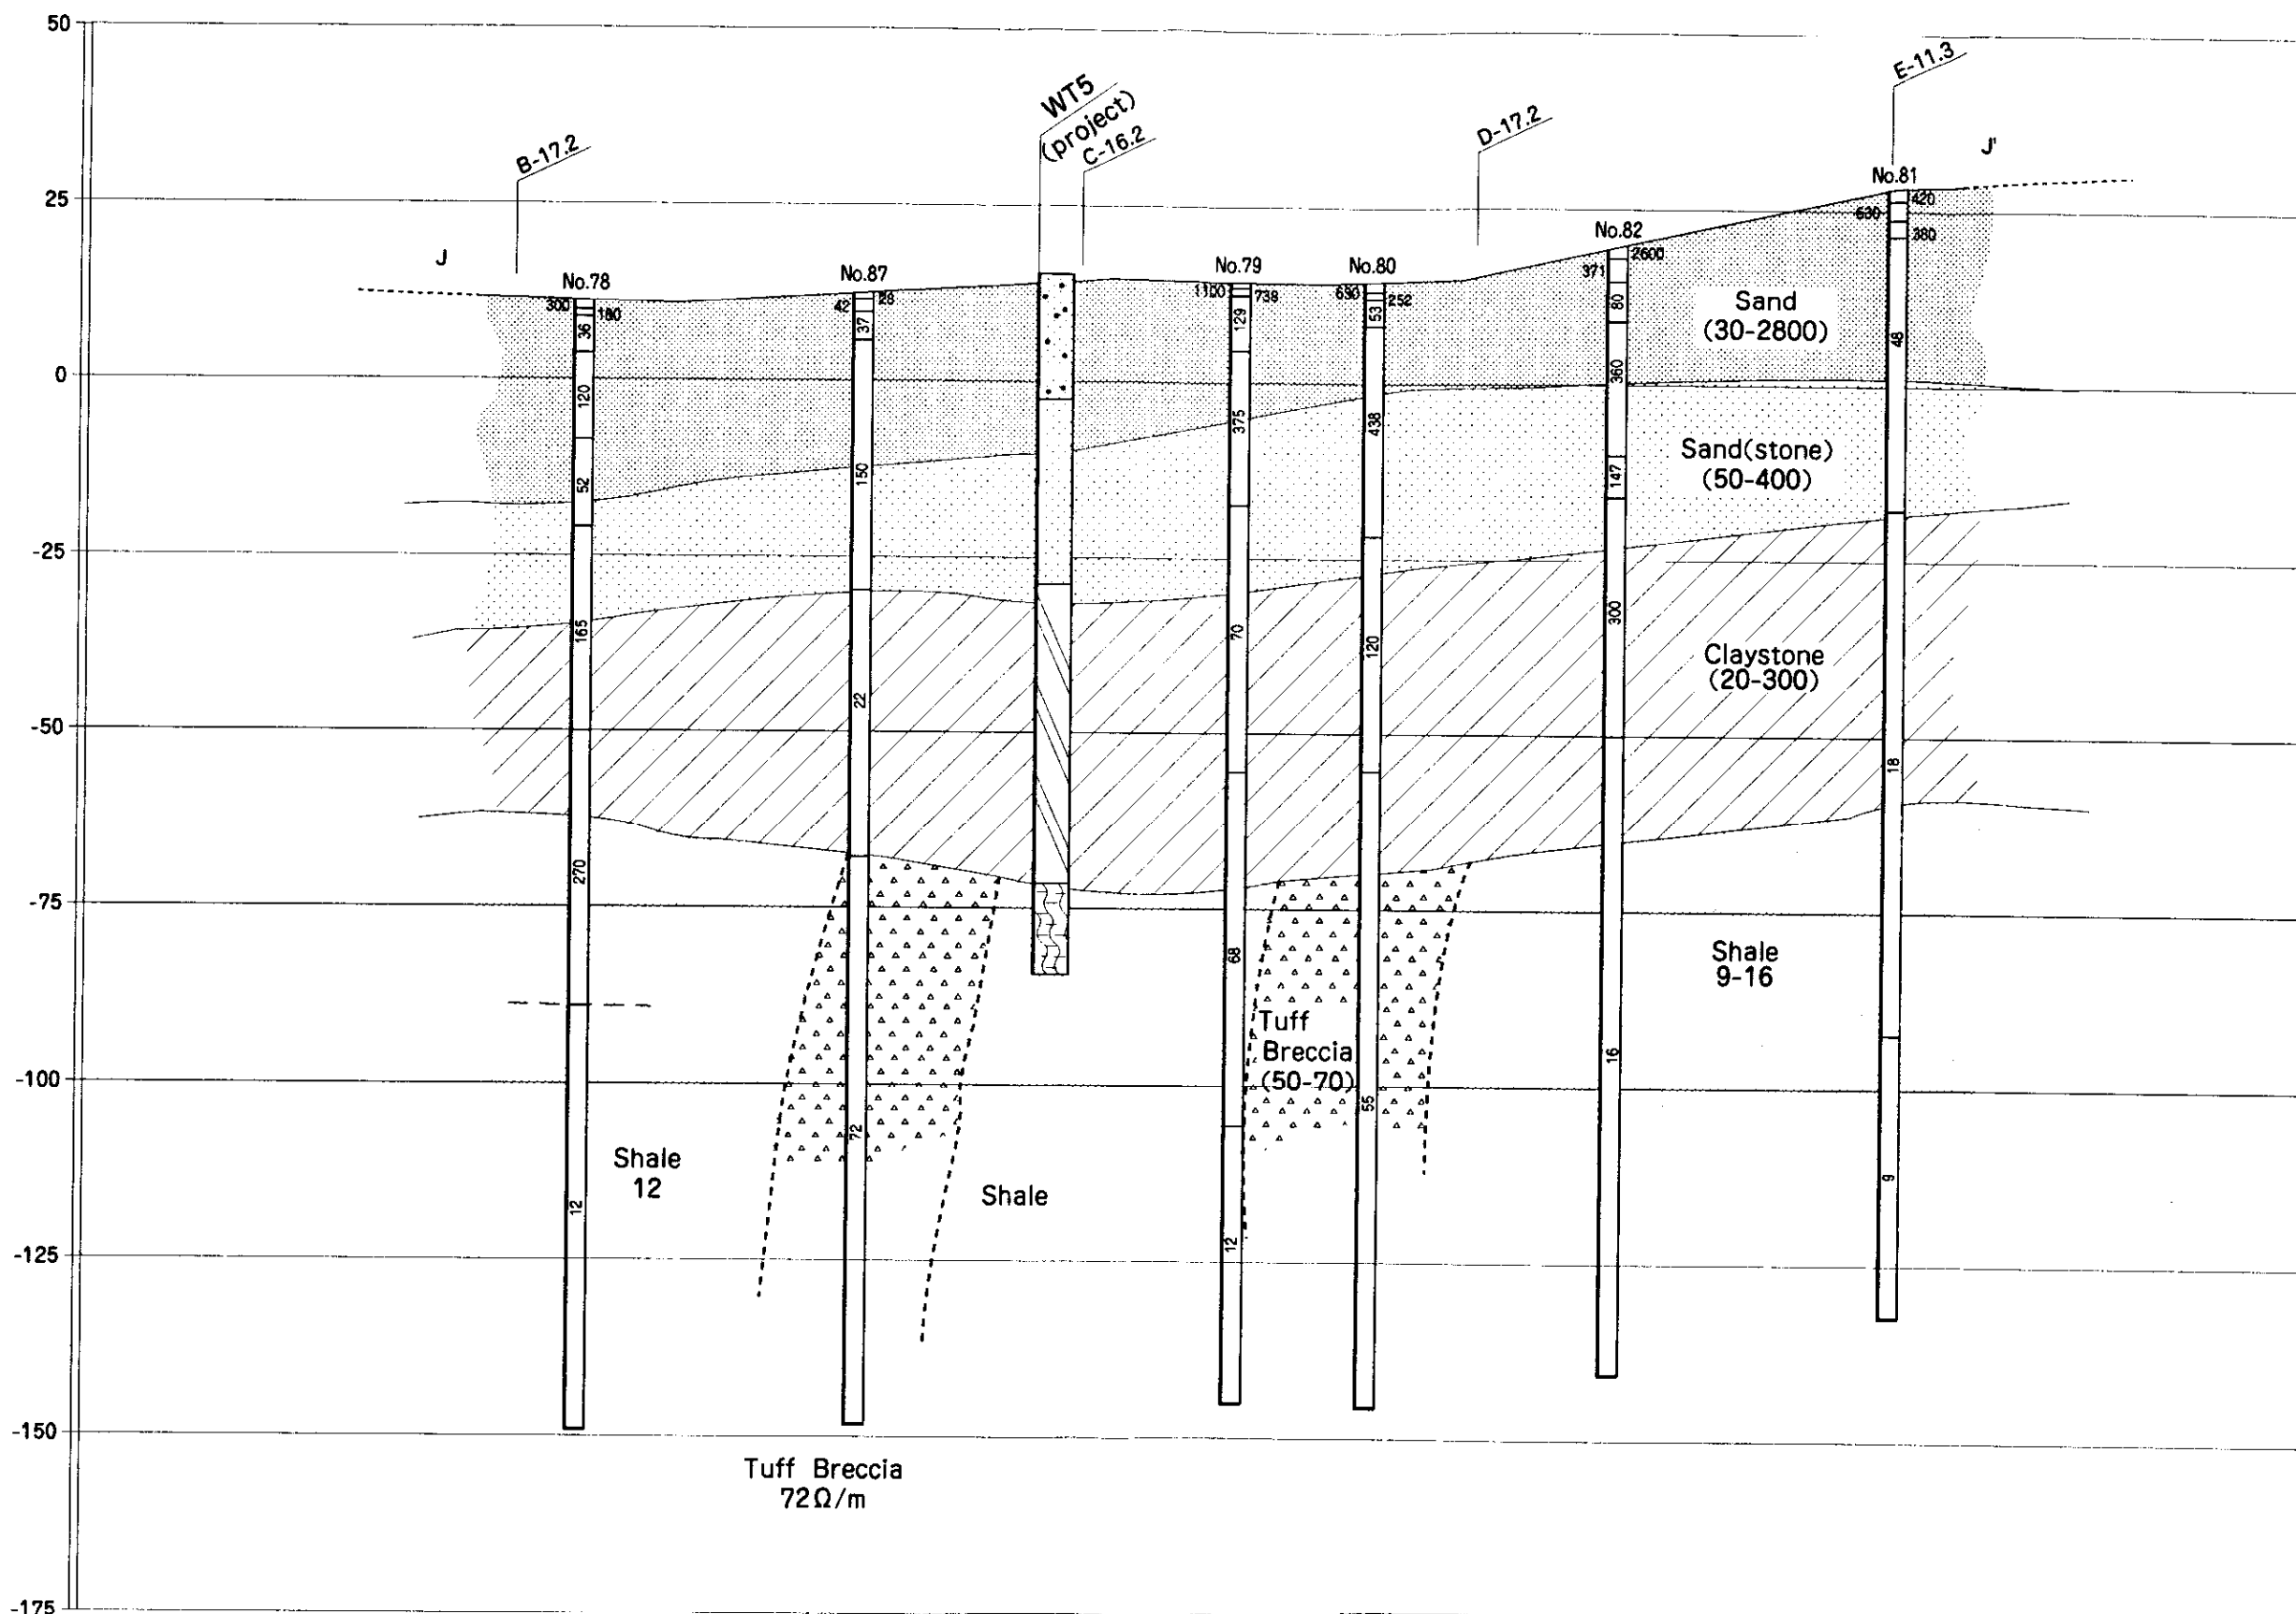 50
25
0
-25
-50
-75
-100
-125
-150
-175
J
B-17.2
WT5
(project)
C-16.2
D-17.2
E-11.3
J'
No.78
300
180
36
120
52
165
270
12
No.87
42
28
37
150
22
72
No.79
1100
738
129
375
70
68
12
No.80
630
252
53
438
120
55
No.82
371
2600
80
360
147
300
16
No.81
630
420
380
48
18
9
Sand
(30-2800)
Sand(stone)
(50-400)
Claystone
(20-300)
Shale
9-16
Tuff
Breccia
(50-70)
Shale
12
Shale
Tuff Breccia
72Ω/m